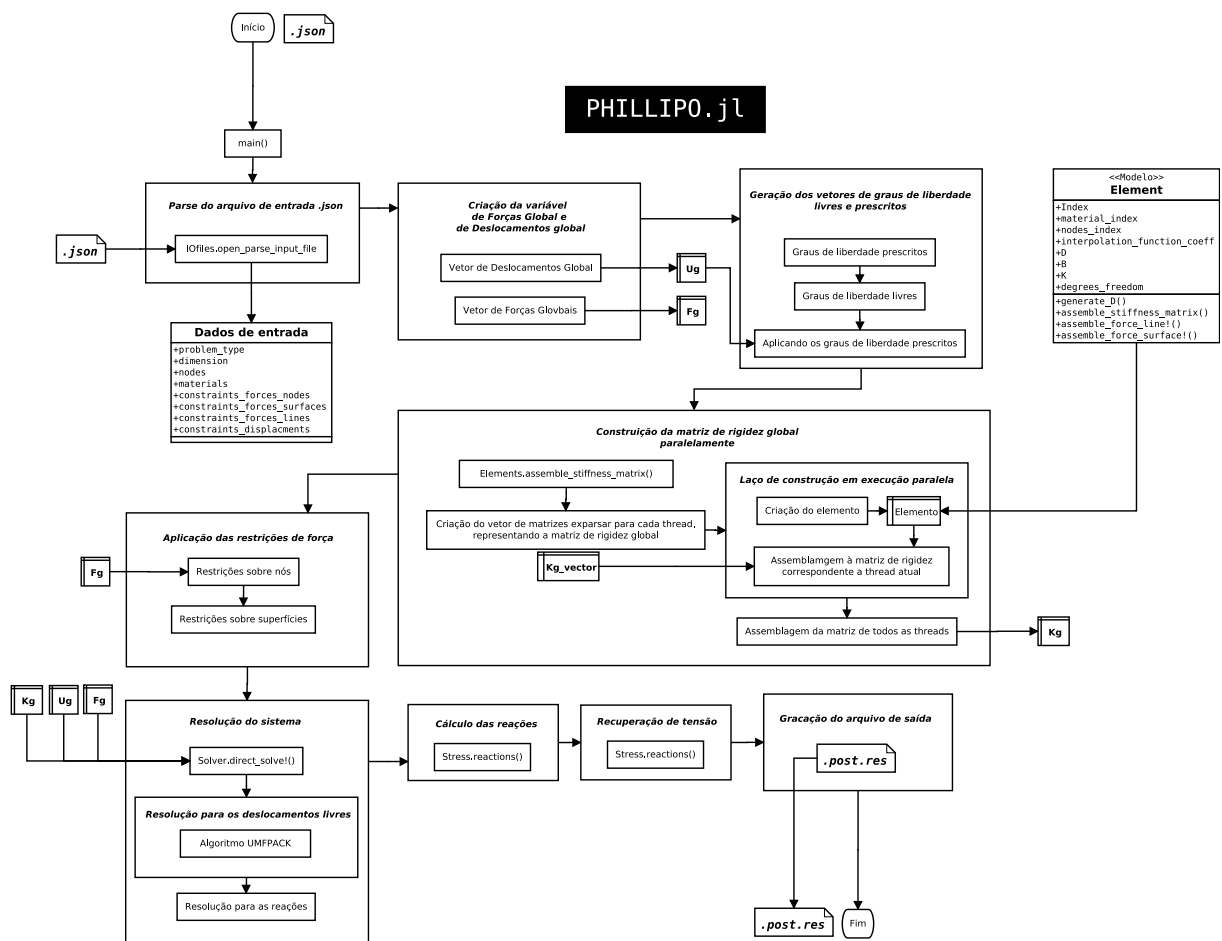 Início
.json
PHILLIPO.jl
main()
Parse do arquivo de entrada .json
.json
IOfiles.open_parse_input_file
Dados de entrada
+problem_type
+dimension
+nodes
+materials
+constraints_forces_nodes
+constraints_forces_surfaces
+constraints_forces_lines
+constraints_displacments
Criação da variável
de Forças Global e
de Deslocamentos global
Vetor de Deslocamentos Global
Ug
Vetor de Forças Glovbais
Fg
Geração dos vetores de graus de liberdade
livres e prescritos
Graus de liberdade prescritos
Graus de liberdade livres
Aplicando os graus de liberdade prescritos
<<Modelo>>
Element
+Index
+material_index
+nodes_index
+interpolation_function_coeff
+D
+B
+K
+degrees_freedom
+generate_D()
+assemble_stiffness_matrix()
+assemble_force_line!()
+assemble_force_surface!()
Construição da matriz de rigidez global
paralelamente
Elements.assemble_stiffness_matrix()
Criação do vetor de matrizes exparsar para cada thread,
representando a matriz de rigidez global
Kg_vector
Laço de construção em execução paralela
Criação do elemento
Elemento
Assemblamgem à matriz de rigidez
correspondente a thread atual
Assemblagem da matriz de todos as threads
Kg
Aplicação das restrições de força
Fg
Restrições sobre nós
Restrições sobre superfícies
Kg
Ug
Fg
Resolução do sistema
Solver.direct_solve!()
Resolução para os deslocamentos livres
Algoritmo UMFPACK
Resolução para as reações
Cálculo das reações
Stress.reactions()
Recuperação de tensão
Stress.reactions()
Gracação do arquivo de saída
.post.res
.post.res
Fim